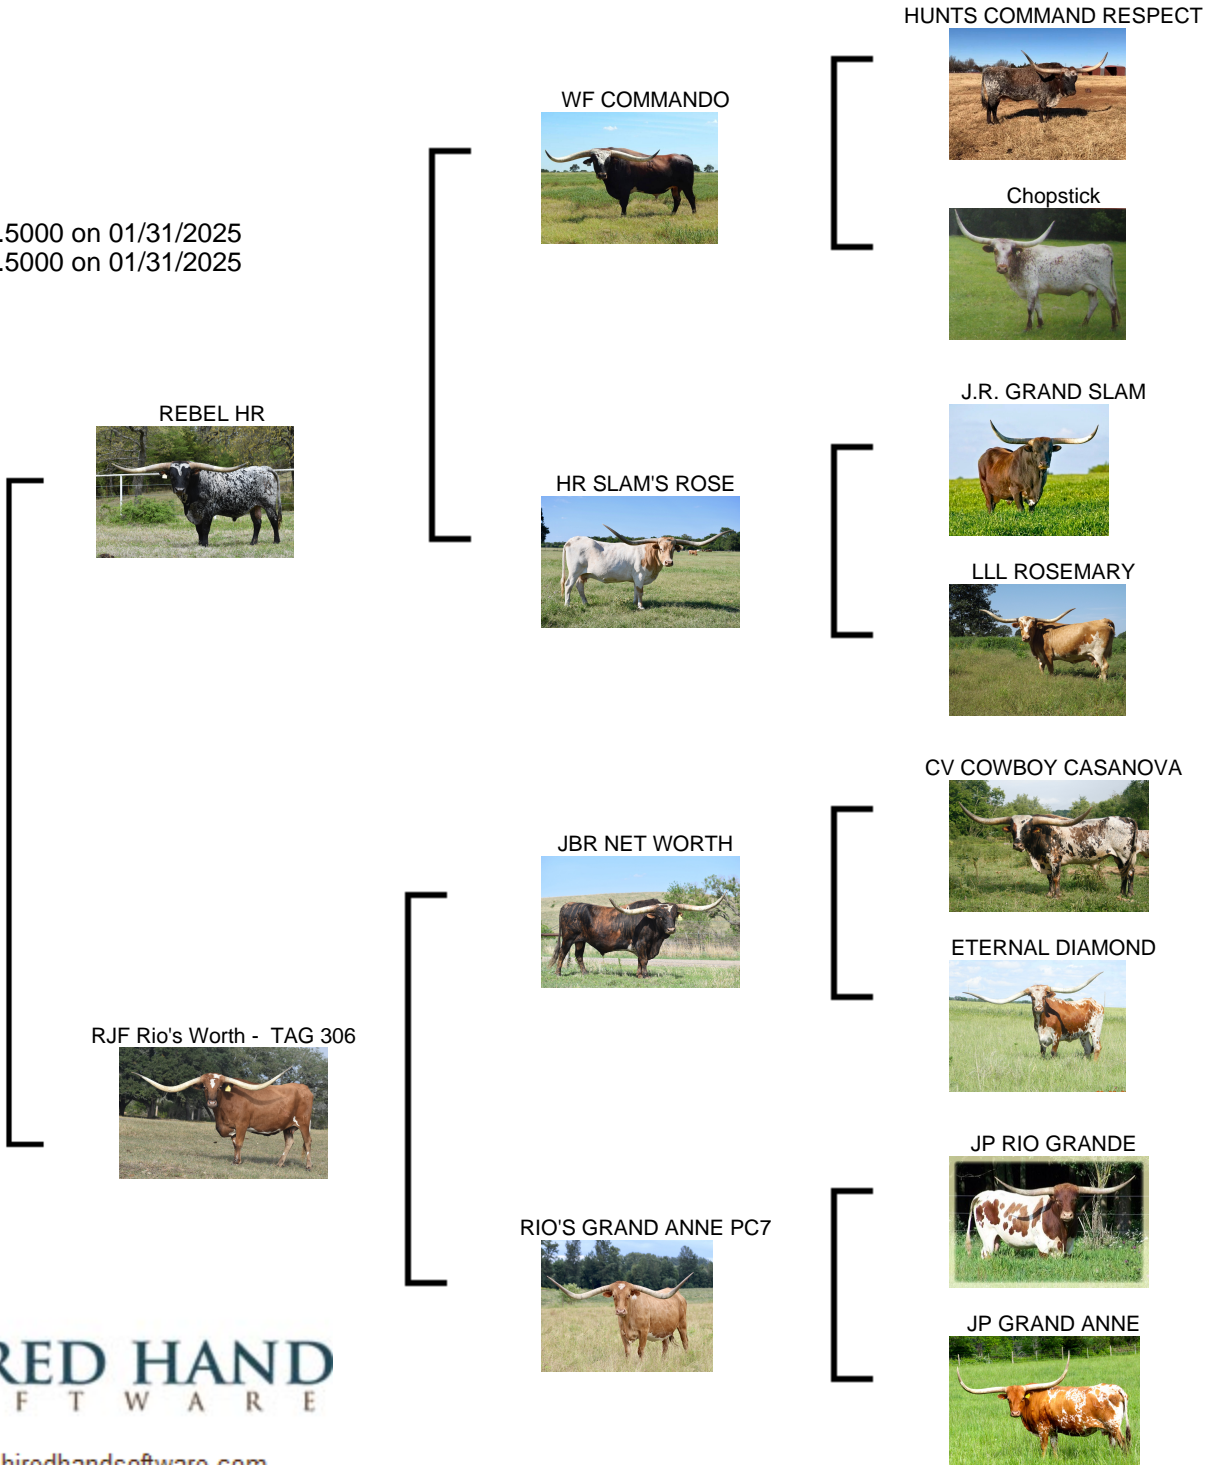 HUNTS COMMAND RESPECT
WF COMMANDO
Chopstick
.5000 on 01/31/2025
.5000 on 01/31/2025
J.R. GRAND SLAM
REBEL HR
HR SLAM'S ROSE
LLL ROSEMARY
CV COWBOY CASANOVA
JBR NET WORTH
ETERNAL DIAMOND
RJF Rio's Worth - TAG 306
JP RIO GRANDE
RIO'S GRAND ANNE PC7
JP GRAND ANNE
RED HAND
F T W A R E
hiredhandsoftware.com